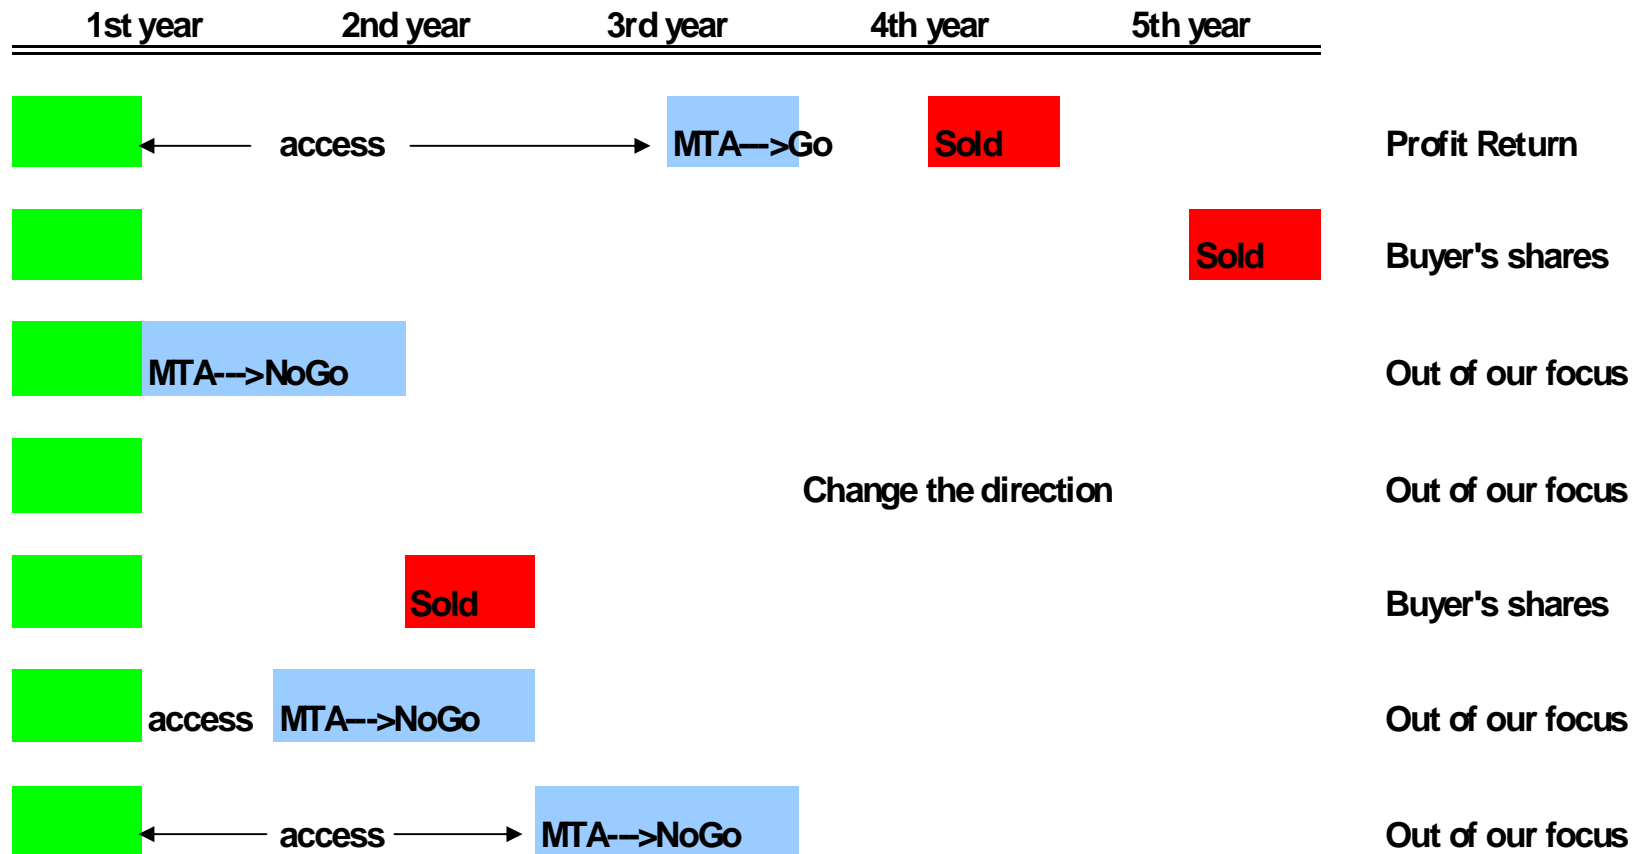 1st year 2nd year 3rd year 4th year 5th year
access MTA--->Go Sold Profit Return
Sold Buyer's shares
MTA--->NoGo Out of our focus
Change the direction Out of our focus
Sold Buyer's shares
access MTA--->NoGo Out of our focus
access MTA--->NoGo Out of our focus